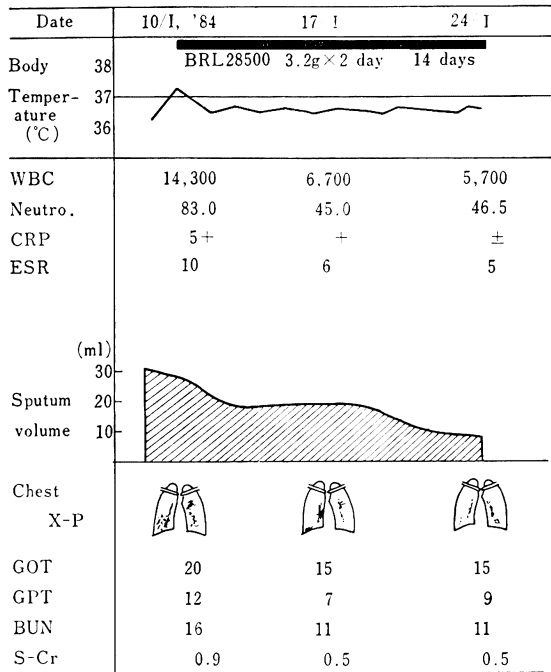 Date 10/I, '84 17 I 24 I
BRL28500 3.2g×2 day 14 days
Body 38
Temper- 37
ature
(°C) 36
WBC 14,300 6,700 5,700
Neutro. 83.0 45.0 46.5
CRP 5+ + ±
ESR 10 6 5
(ml)
30
Sputum 20
volume 10
Chest
X-P
GOT 20 15 15
GPT 12 7 9
BUN 16 11 11
S-Cr 0.9 0.5 0.5